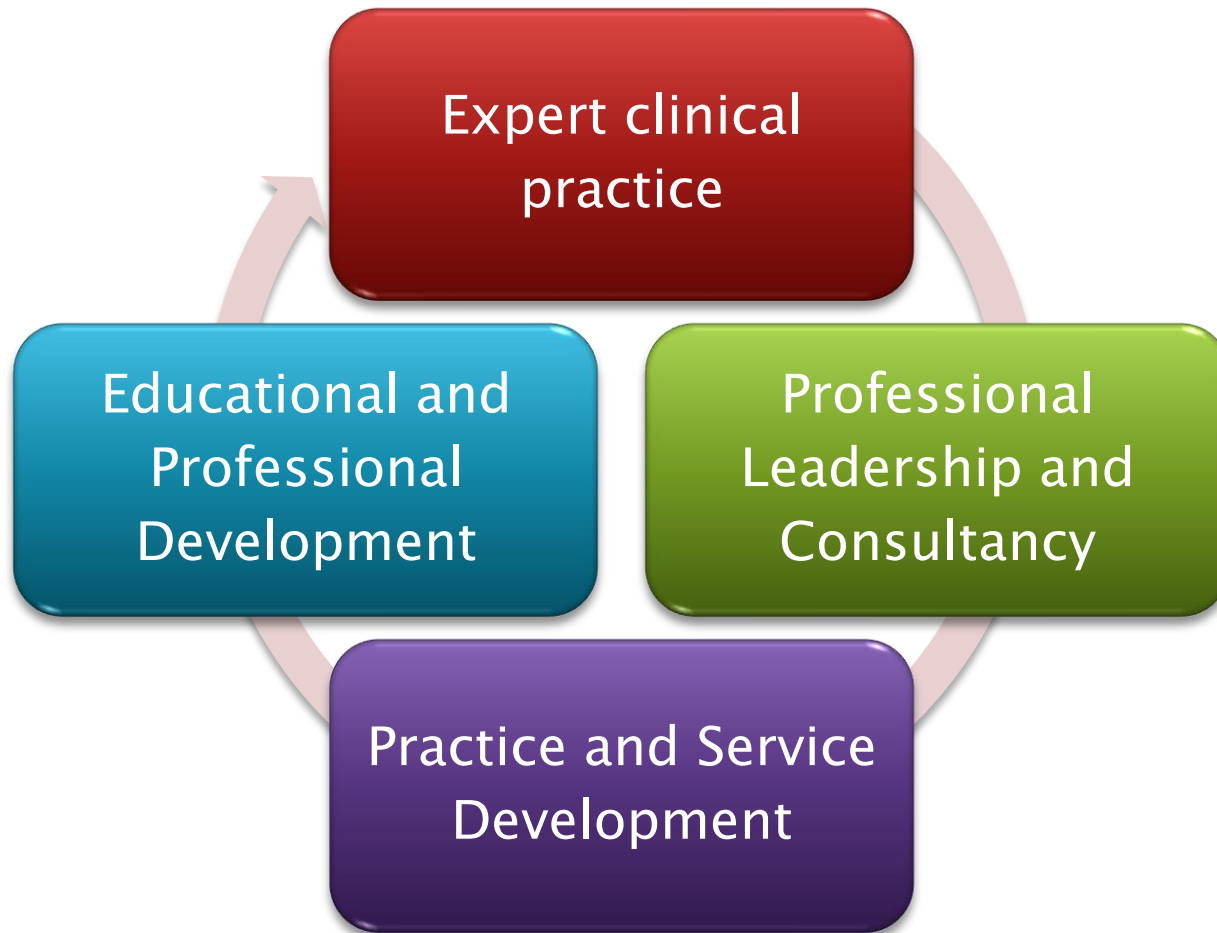 Expert clinical
practice
Professional
Leadership and
Consultancy
Practice and Service
Development
Educational and
Professional
Development